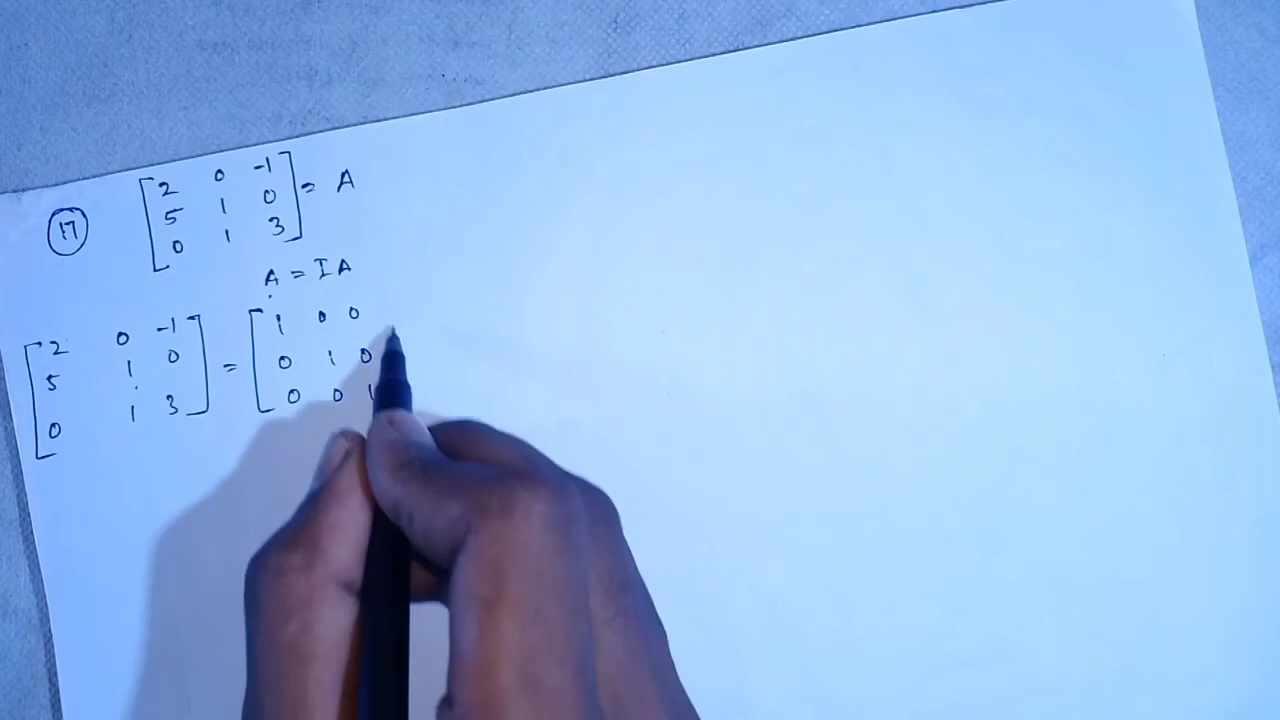 17 [2 0 -1
5 1 0
0 1 3] = A
A = IA
[2 0 -1
5 1 0
0 1 3] = [1 0 0
0 1 0
0 0 1